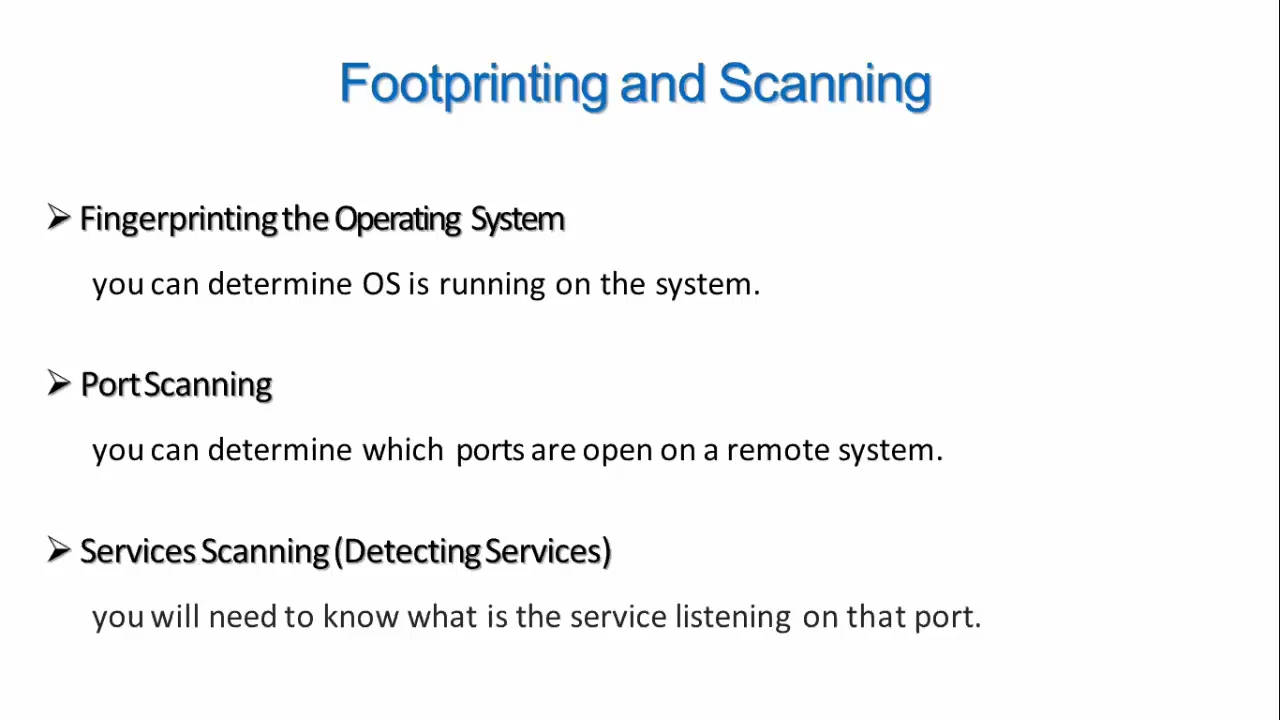 Footprinting and Scanning
Fingerprinting the Operating System
you can determine OS is running on the system.
Port Scanning
you can determine which ports are open on a remote system.
Services Scanning (Detecting Services)
you will need to know what is the service listening on that port.